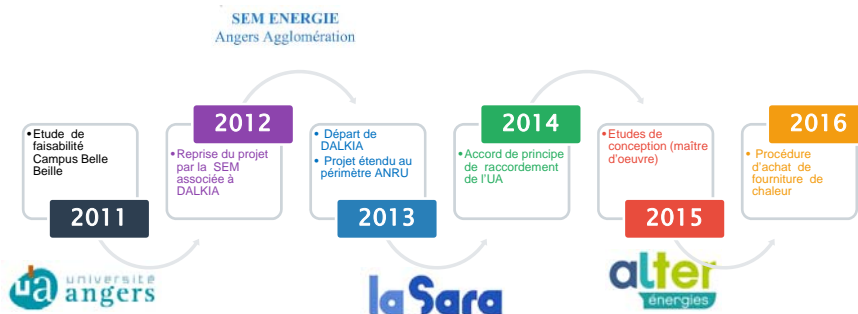 SEM ENERGIE
Angers Agglomération
•Etude de
faisabilité
Campus Belle
Beille
2011
2012
•Reprise du projet
par la SEM
associée à
DALKIA
• Départ de
DALKIA
• Projet étendu au
périmètre ANRU
2013
2014
•Accord de principe
de raccordement
de l'UA
•Etudes de
conception (maître
d'oeuvre)
2015
2016
• Procédure
d'achat de
fourniture de
chaleur
ua université
angers
la Sara
alter
énergies